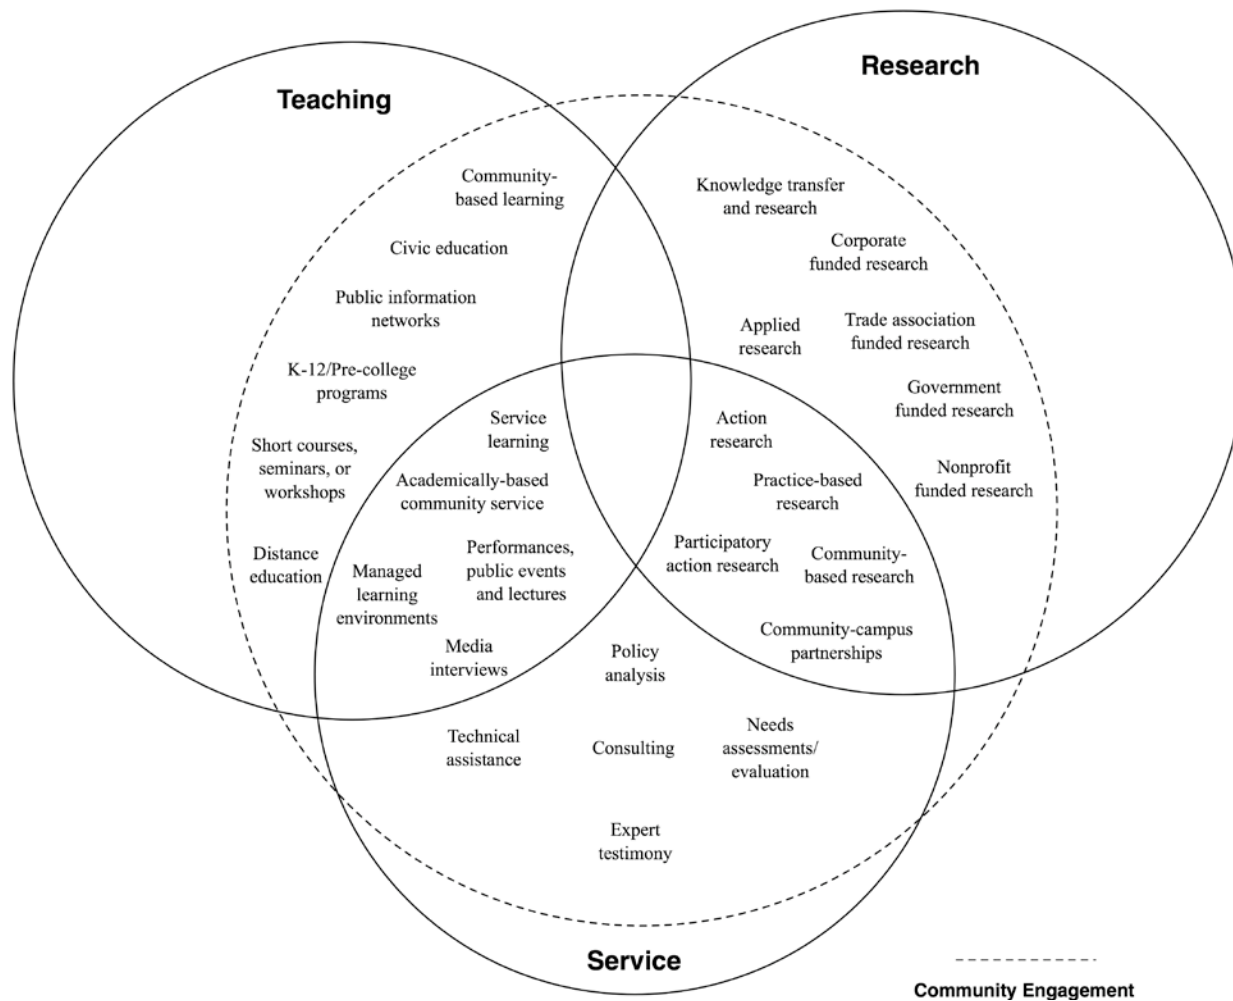 Teaching
Research
Community-
based learning
Civic education
Public information
networks
K-12/Pre-college
programs
Short courses,
seminars, or
workshops
Distance
education
Service
learning
Academically-based
community service
Performances,
public events
and lectures
Managed
learning
environments
Media
interviews
Knowledge transfer
and research
Corporate
funded research
Applied
research
Trade association
funded research
Government
funded research
Nonprofit
funded research
Action
research
Practice-based
research
Participatory
action research
Community-
based research
Community-campus
partnerships
Policy
analysis
Technical
assistance
Consulting
Needs
assessments/
evaluation
Expert
testimony
Service
Community Engagement